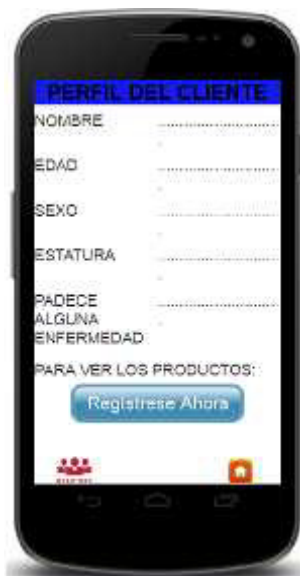 PERFIL DEL CLIENTE
NOMBRE ........................
EDAD ........................
SEXO ........................
ESTATURA ........................
PADECE ........................
ALGUNA
ENFERMEDAD
PARA VER LOS PRODUCTOS:
Registrese Ahora